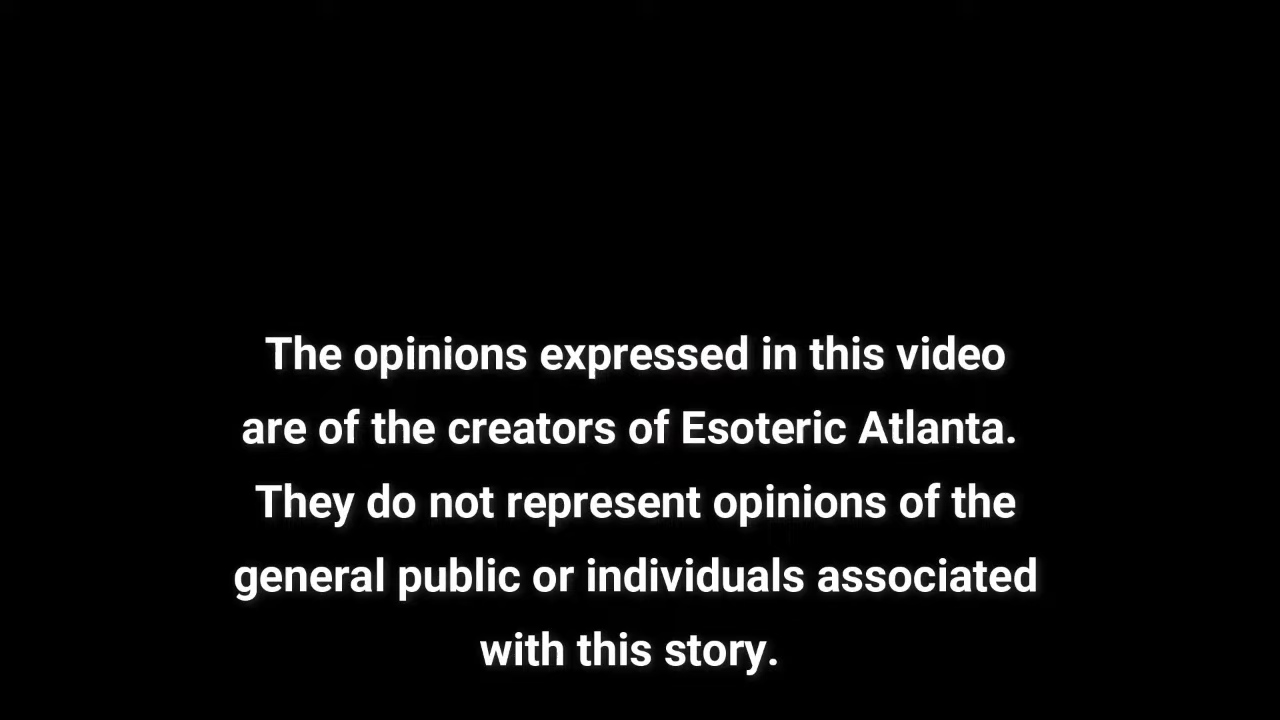 The opinions expressed in this video
are of the creators of Esoteric Atlanta.
They do not represent opinions of the
general public or individuals associated
with this story.